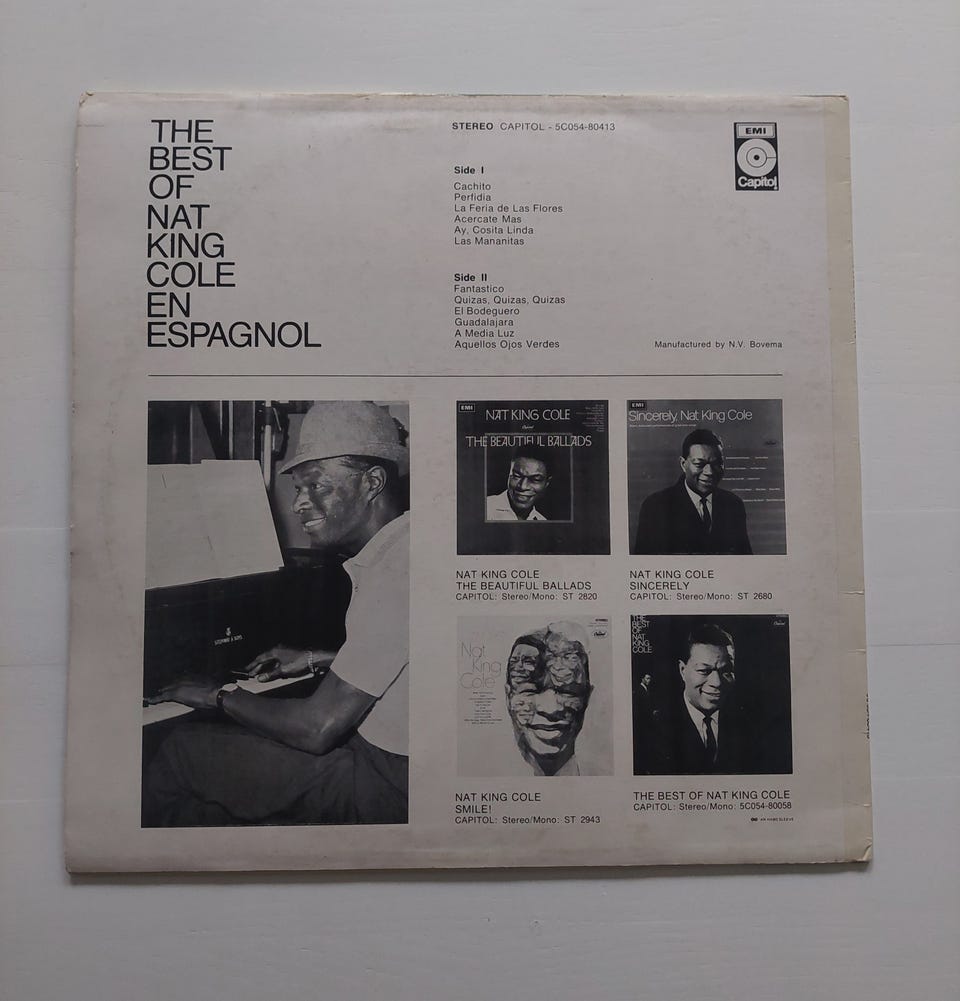 THE
BEST
OF
NAT
KING
COLE
EN
ESPAGNOL
STEREO CAPITOL - 5C054-80413
EMI
Capitol
Side I
Cachito
Perfidia
La Feria de Las Flores
Acercate Mas
Ay, Cosita Linda
Las Mananitas
Side II
Fantastico
Quizas, Quizas, Quizas
El Bodeguero
Guadalajara
A Media Luz
Aquellos Ojos Verdes
Manufactured by N.V. Bovema
STEINWAY & SONS
EMI
NAT KING COLE
THE BEAUTIFUL BALLADS
NAT KING COLE
THE BEAUTIFUL BALLADS
CAPITOL: Stereo/Mono: ST 2820
EMI
Sincerely, Nat King Cole
NAT KING COLE
SINCERELY
CAPITOL: Stereo/Mono: ST 2680
Nat
King
Cole
NAT KING COLE
SMILE!
CAPITOL: Stereo/Mono: ST 2943
THE
BEST
OF
NAT
KING
COLE
THE BEST OF NAT KING COLE
CAPITOL: Stereo/Mono: 5C054-80058